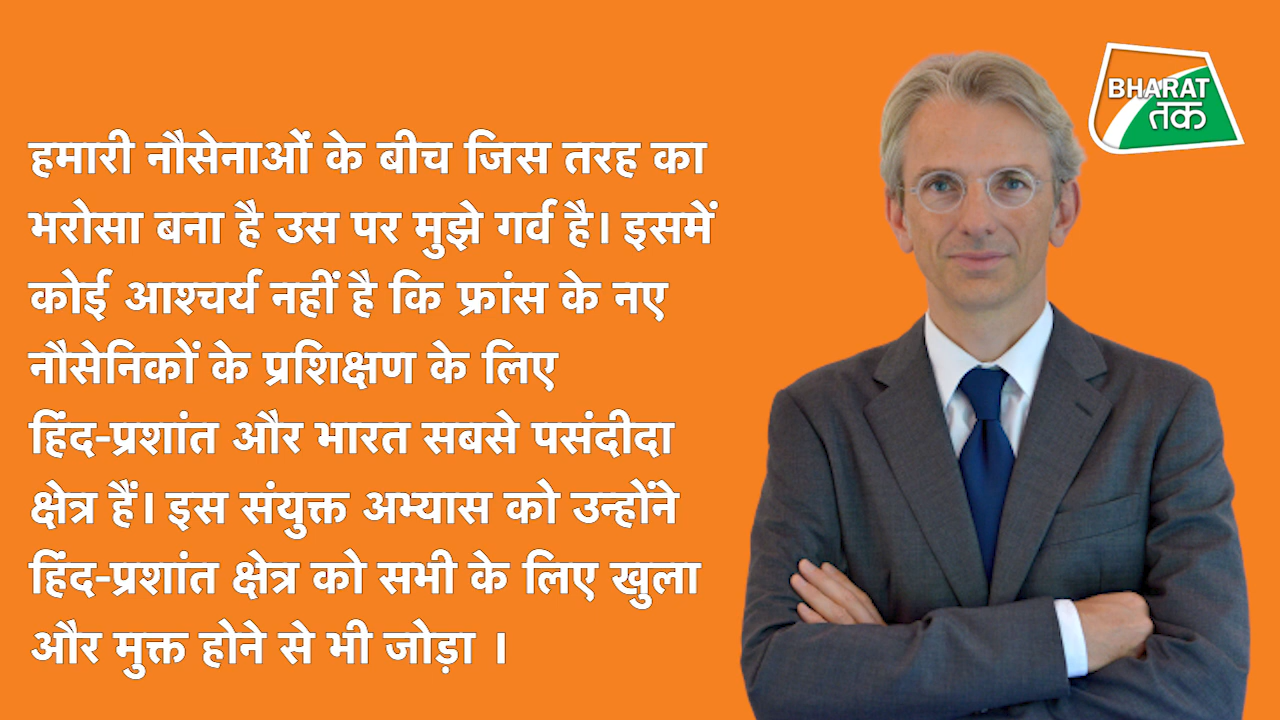 BHARAT
तक
हमारी नौसेनाओं के बीच जिस तरह का
भरोसा बना है उस पर मुझे गर्व है। इसमें
कोई आश्चर्य नहीं है कि फ्रांस के नए
नौसेनिकों के प्रशिक्षण के लिए
हिंद-प्रशांत और भारत सबसे पसंदीदा
क्षेत्र हैं। इस संयुक्त अभ्यास को उन्होंने
हिंद-प्रशांत क्षेत्र को सभी के लिए खुला
और मुक्त होने से भी जोड़ा ।